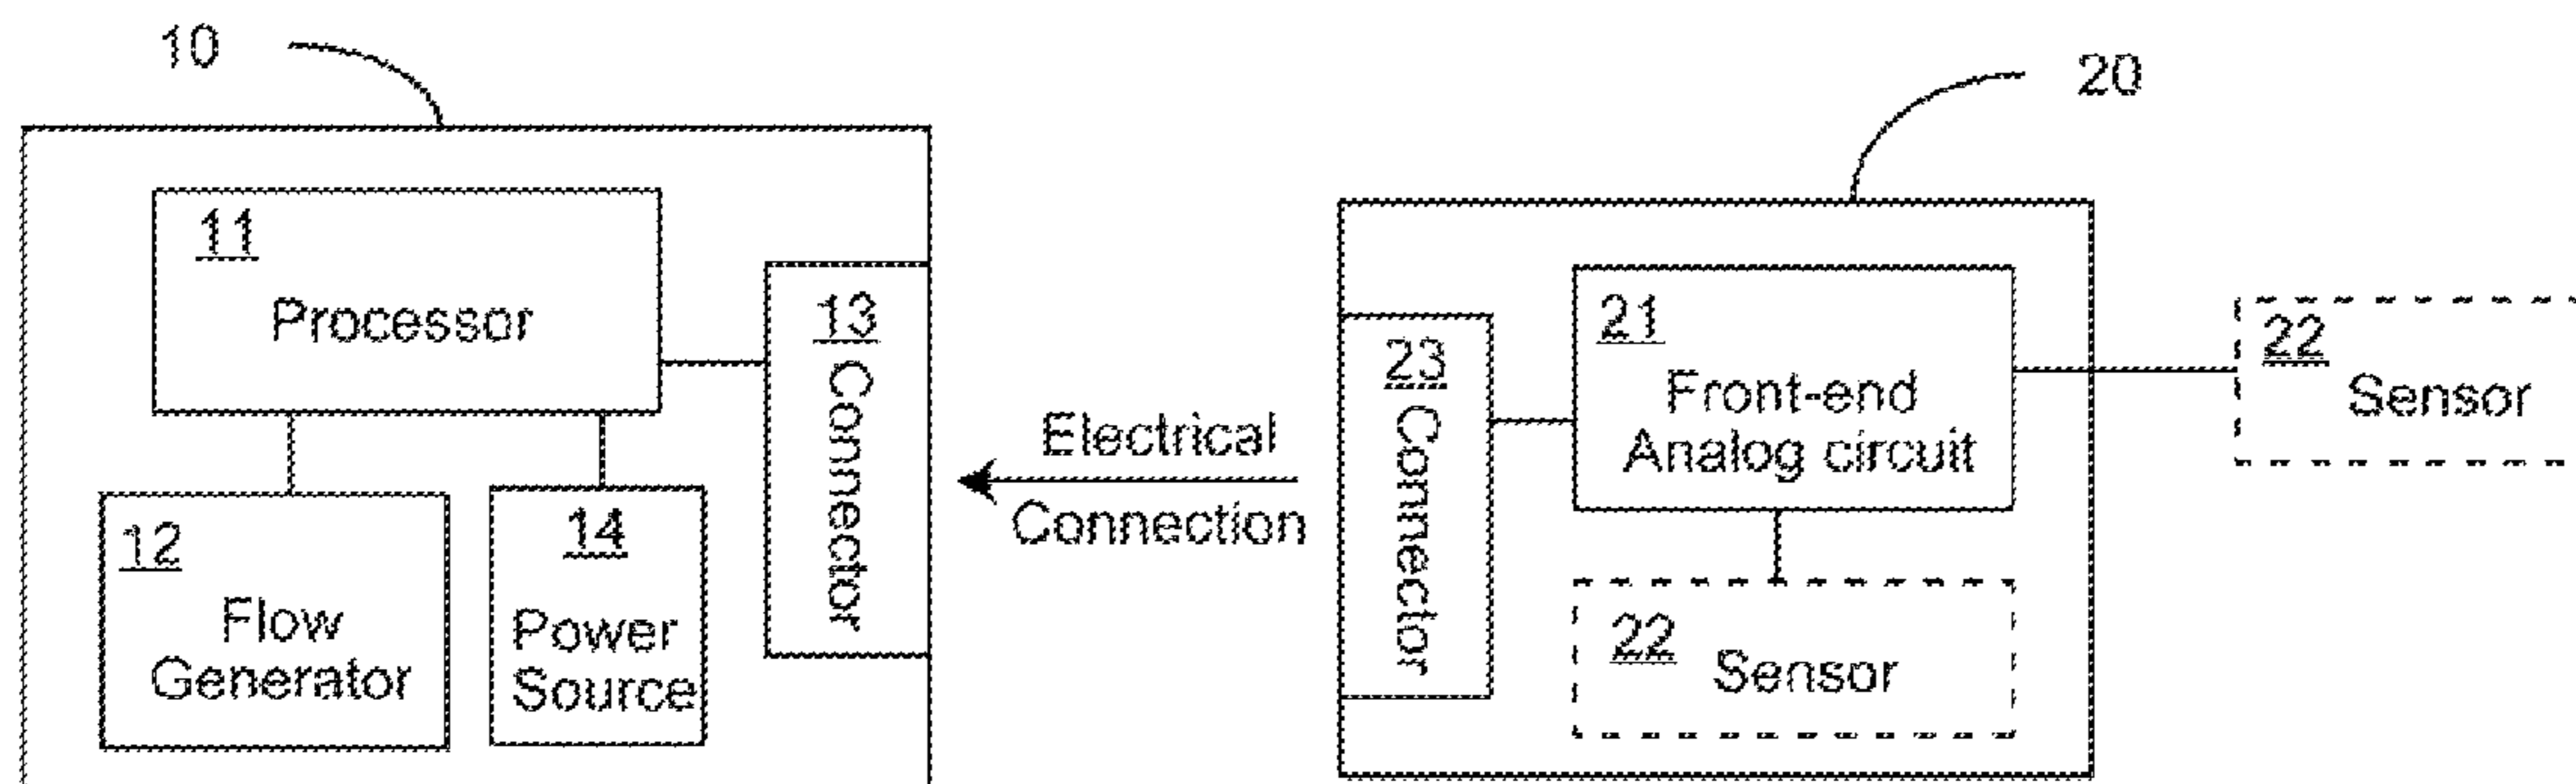 10
20
11
Processor
13
Connector
12
Flow
Generator
14
Power
Source
Electrical
Connection
23
Connector
21
Front-end
Analog circuit
22
Sensor
22
Sensor